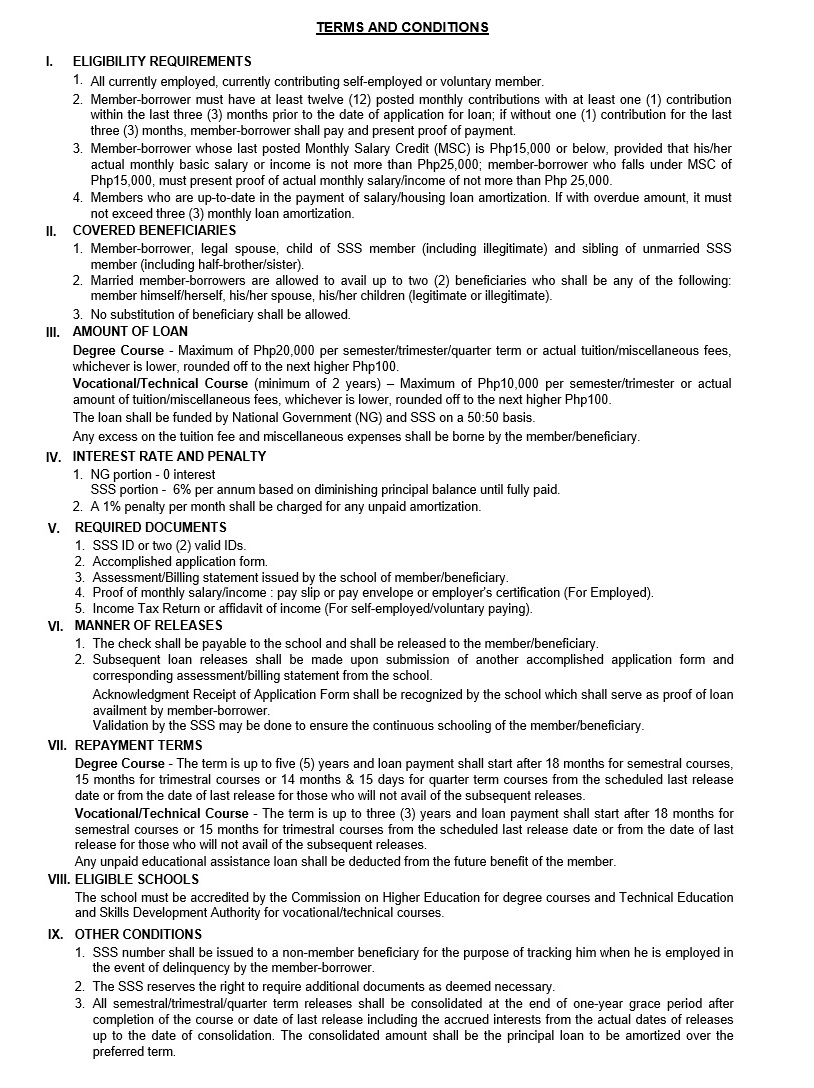 TERMS AND CONDITIONS
I. ELIGIBILITY REQUIREMENTS
1. All currently employed, currently contributing self-employed or voluntary member.
2. Member-borrower must have at least twelve (12) posted monthly contributions with at least one (1) contribution
within the last three (3) months prior to the date of application for loan; if without one (1) contribution for the last
three (3) months, member-borrower shall pay and present proof of payment.
3. Member-borrower whose last posted Monthly Salary Credit (MSC) is Php15,000 or below, provided that his/her
actual monthly basic salary or income is not more than Php25,000; member-borrower who falls under MSC of
Php15,000, must present proof of actual monthly salary/income of not more than Php 25,000.
4. Members who are up-to-date in the payment of salary/housing loan amortization. If with overdue amount, it must
not exceed three (3) monthly loan amortization.
II. COVERED BENEFICIARIES
1. Member-borrower, legal spouse, child of SSS member (including illegitimate) and sibling of unmarried SSS
member (including half-brother/sister).
2. Married member-borrowers are allowed to avail up to two (2) beneficiaries who shall be any of the following:
member himself/herself, his/her spouse, his/her children (legitimate or illegitimate).
3. No substitution of beneficiary shall be allowed.
III. AMOUNT OF LOAN
Degree Course - Maximum of Php20,000 per semester/trimester/quarter term or actual tuition/miscellaneous fees,
whichever is lower, rounded off to the next higher Php100.
Vocational/Technical Course (minimum of 2 years) – Maximum of Php10,000 per semester/trimester or actual
amount of tuition/miscellaneous fees, whichever is lower, rounded off to the next higher Php100.
The loan shall be funded by National Government (NG) and SSS on a 50:50 basis.
Any excess on the tuition fee and miscellaneous expenses shall be borne by the member/beneficiary.
IV. INTEREST RATE AND PENALTY
1. NG portion - 0 interest
SSS portion - 6% per annum based on diminishing principal balance until fully paid.
2. A 1% penalty per month shall be charged for any unpaid amortization.
V. REQUIRED DOCUMENTS
1. SSS ID or two (2) valid IDs.
2. Accomplished application form.
3. Assessment/Billing statement issued by the school of member/beneficiary.
4. Proof of monthly salary/income : pay slip or pay envelope or employer's certification (For Employed).
5. Income Tax Return or affidavit of income (For self-employed/voluntary paying).
VI. MANNER OF RELEASES
1. The check shall be payable to the school and shall be released to the member/beneficiary.
2. Subsequent loan releases shall be made upon submission of another accomplished application form and
corresponding assessment/billing statement from the school.
Acknowledgment Receipt of Application Form shall be recognized by the school which shall serve as proof of loan
availment by member-borrower.
Validation by the SSS may be done to ensure the continuous schooling of the member/beneficiary.
VII. REPAYMENT TERMS
Degree Course - The term is up to five (5) years and loan payment shall start after 18 months for semestral courses,
15 months for trimestral courses or 14 months & 15 days for quarter term courses from the scheduled last release
date or from the date of last release for those who will not avail of the subsequent releases.
Vocational/Technical Course - The term is up to three (3) years and loan payment shall start after 18 months for
semestral courses or 15 months for trimestral courses from the scheduled last release date or from the date of last
release for those who will not avail of the subsequent releases.
Any unpaid educational assistance loan shall be deducted from the future benefit of the member.
VIII. ELIGIBLE SCHOOLS
The school must be accredited by the Commission on Higher Education for degree courses and Technical Education
and Skills Development Authority for vocational/technical courses.
IX. OTHER CONDITIONS
1. SSS number shall be issued to a non-member beneficiary for the purpose of tracking him when he is employed in
the event of delinquency by the member-borrower.
2. The SSS reserves the right to require additional documents as deemed necessary.
3. All semestral/trimestral/quarter term releases shall be consolidated at the end of one-year grace period after
completion of the course or date of last release including the accrued interests from the actual dates of releases
up to the date of consolidation. The consolidated amount shall be the principal loan to be amortized over the
preferred term.